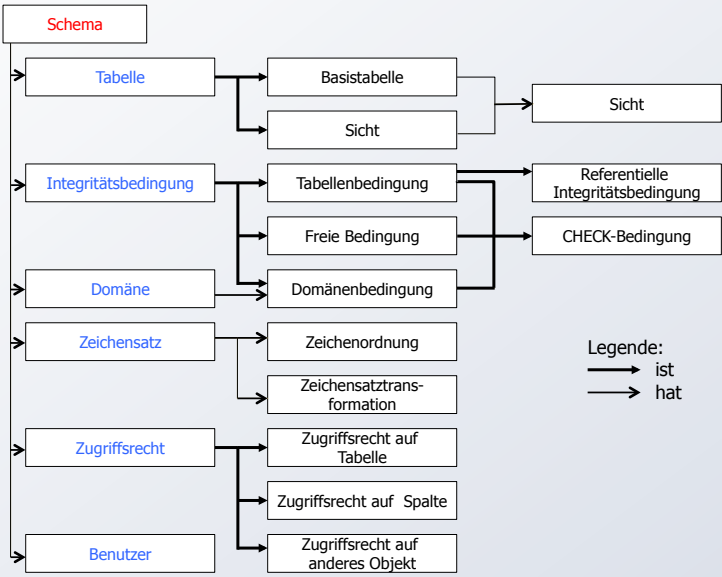 Schema
Tabelle
Basistabelle
Sicht
Sicht
Integritätsbedingung
Tabellenbedingung
Referentielle
Integritätsbedingung
Freie Bedingung
CHECK-Bedingung
Domäne
Domänenbedingung
Zeichensatz
Zeichenordnung
Zeichensatztrans-
formation
Legende:
ist
hat
Zugriffsrecht
Zugriffsrecht auf
Tabelle
Zugriffsrecht auf Spalte
Benutzer
Zugriffsrecht auf
anderes Objekt